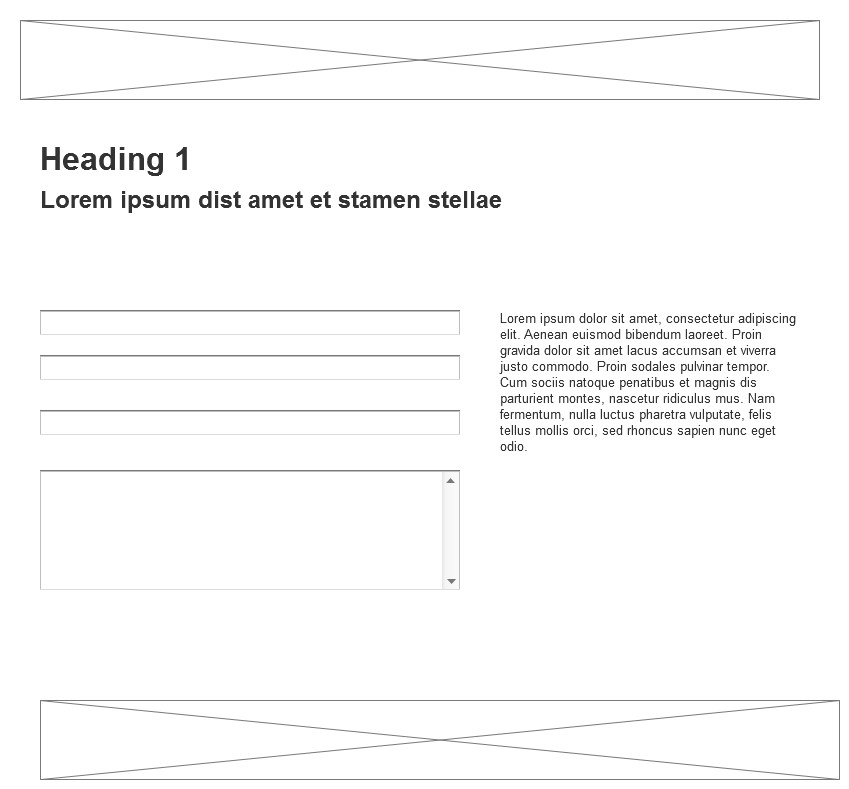 Heading 1
Lorem ipsum dist amet et stamen stellae
Lorem ipsum dolor sit amet, consectetur adipiscing
elit. Aenean euismod bibendum laoreet. Proin
gravida dolor sit amet lacus accumsan et viverra
justo commodo. Proin sodales pulvinar tempor.
Cum sociis natoque penatibus et magnis dis
parturient montes, nascetur ridiculus mus. Nam
fermentum, nulla luctus pharetra vulputate, felis
tellus mollis orci, sed rhoncus sapien nunc eget
odio.